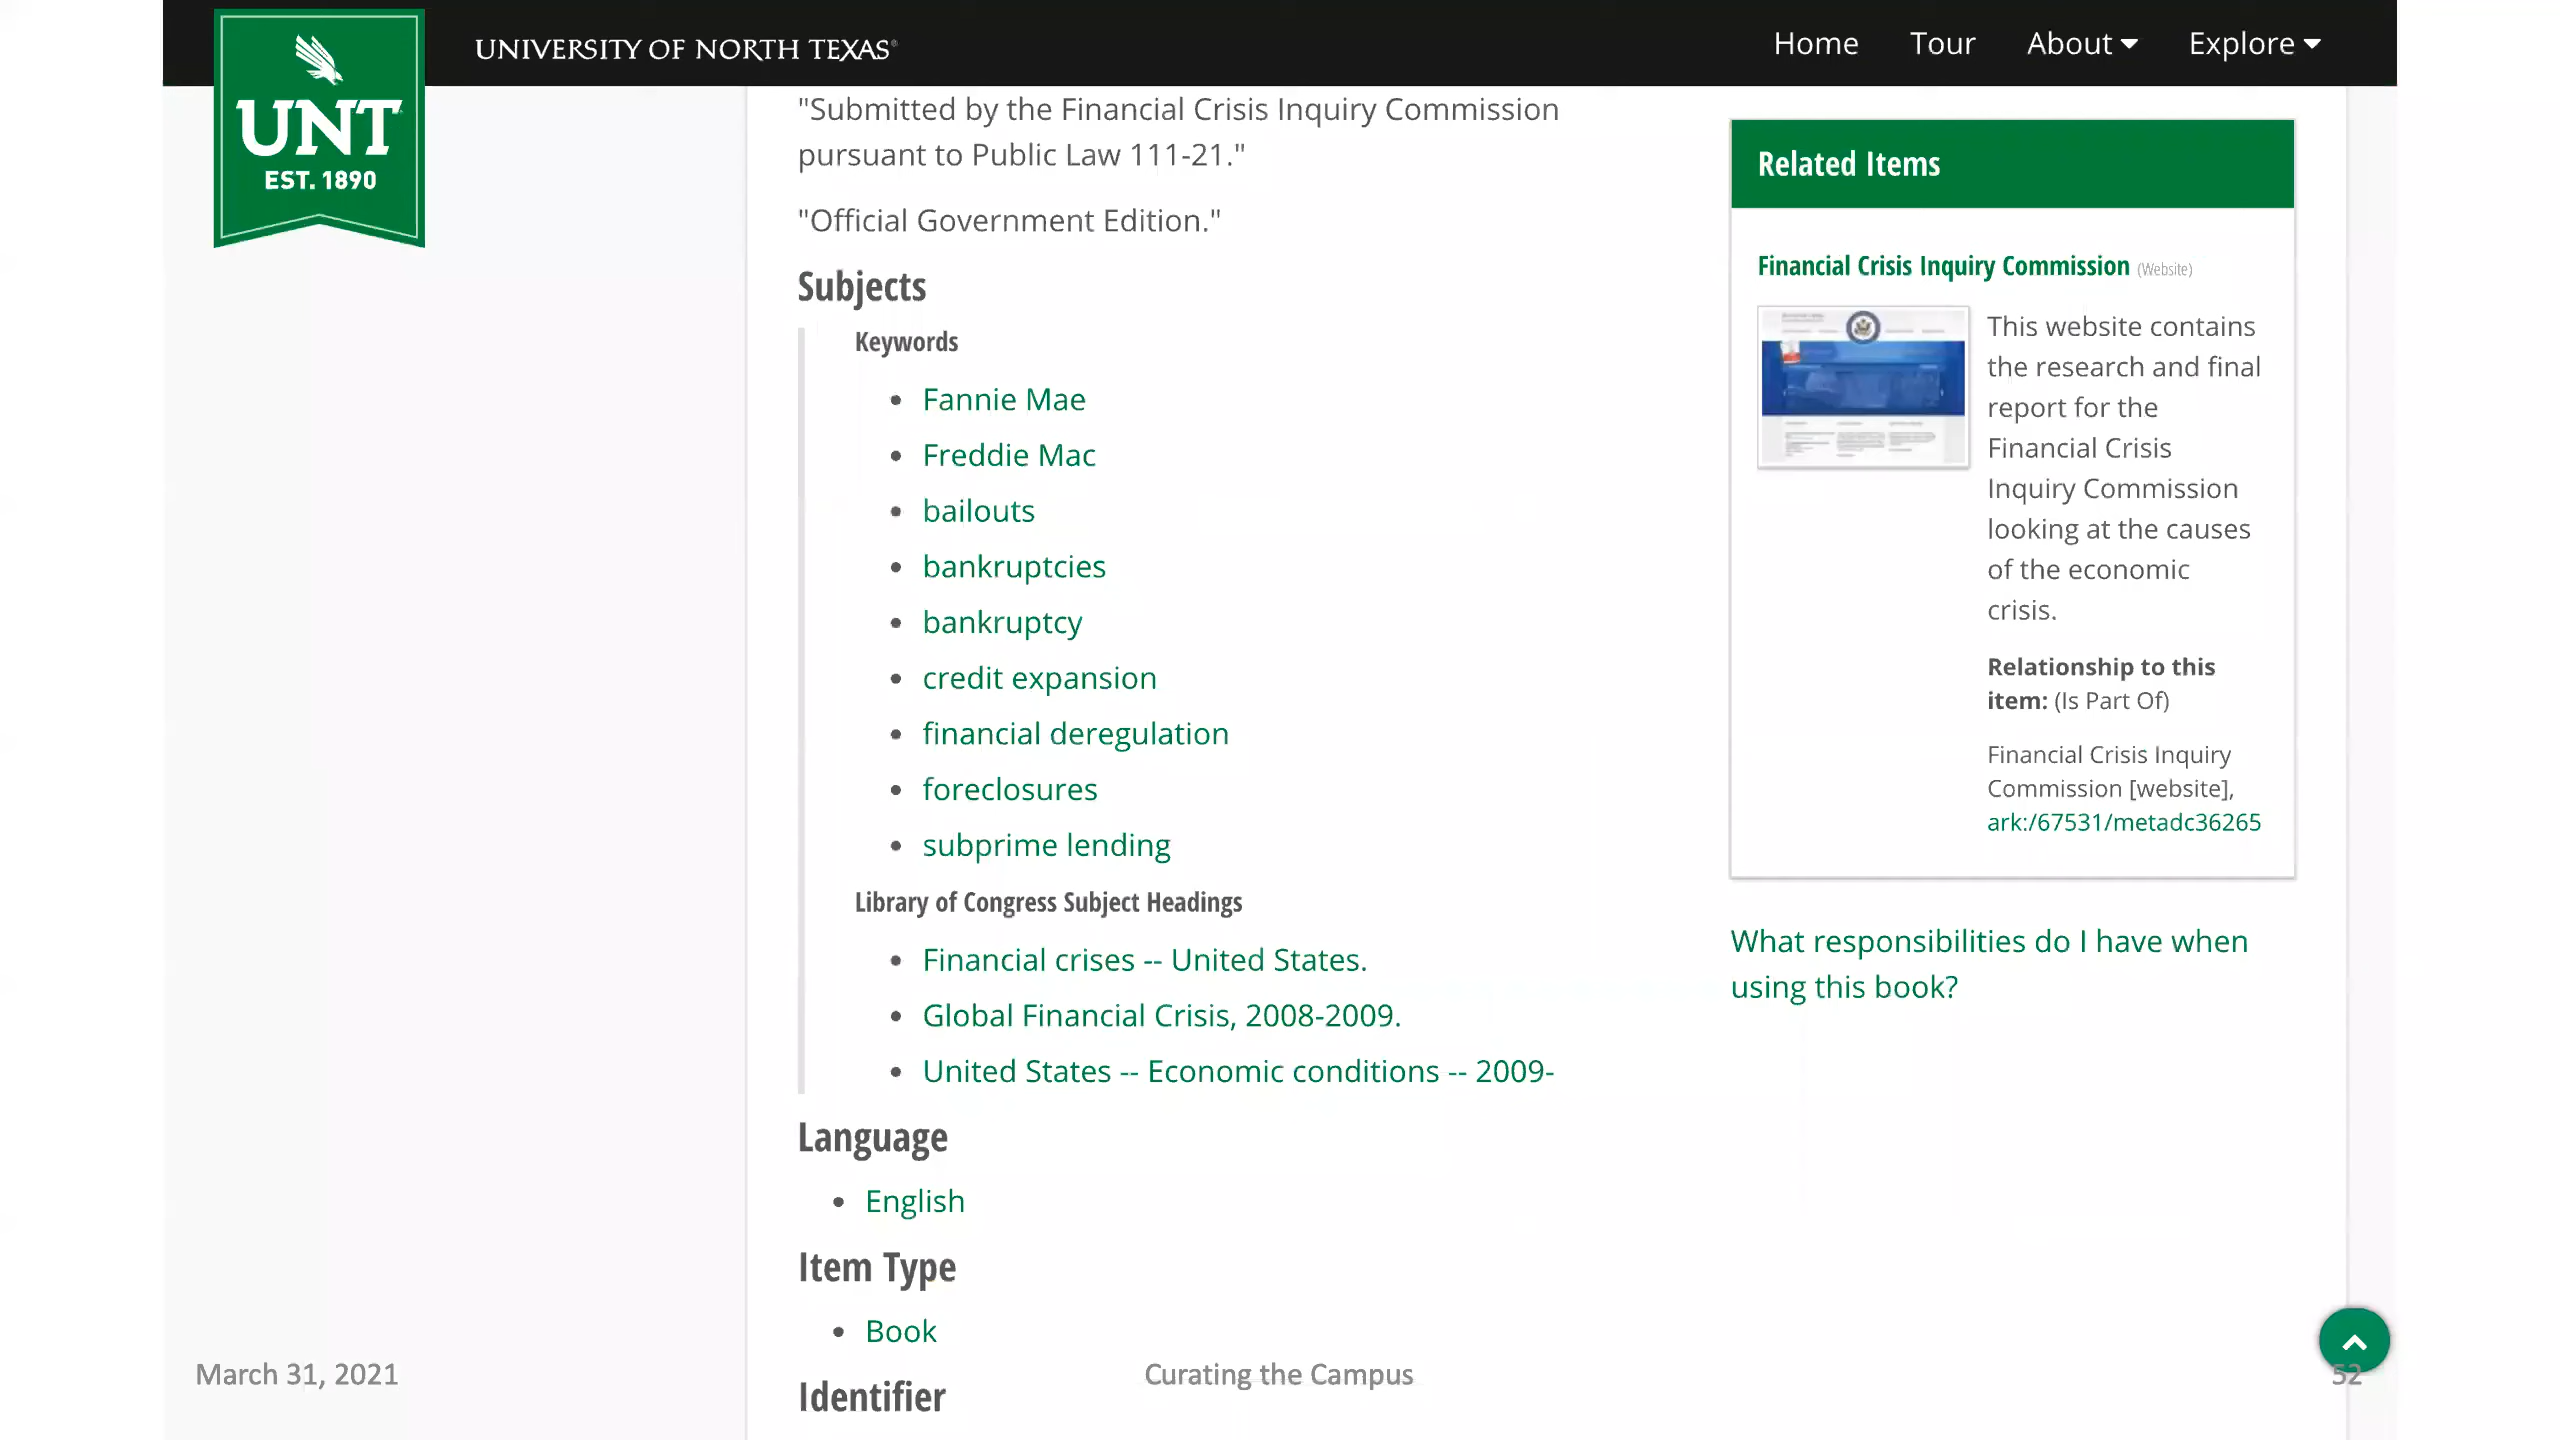 UNIVERSITY OF NORTH TEXAS
Home
Tour
About
Explore
UNT
EST. 1890
"Submitted by the Financial Crisis Inquiry Commission
pursuant to Public Law 111-21."
"Official Government Edition."
Subjects
Keywords
Fannie Mae
Freddie Mac
bailouts
bankruptcies
bankruptcy
credit expansion
financial deregulation
foreclosures
subprime lending
Library of Congress Subject Headings
Financial crises -- United States.
Global Financial Crisis, 2008-2009.
United States -- Economic conditions -- 2009-
Language
English
Item Type
Book
Identifier
Related Items
Financial Crisis Inquiry Commission (Website)
This website contains
the research and final
report for the
Financial Crisis
Inquiry Commission
looking at the causes
of the economic
crisis.
Relationship to this
item: (Is Part Of)
Financial Crisis Inquiry
Commission [website],
ark:/67531/metadc36265
What responsibilities do I have when
using this book?
March 31, 2021
Curating the Campus
52